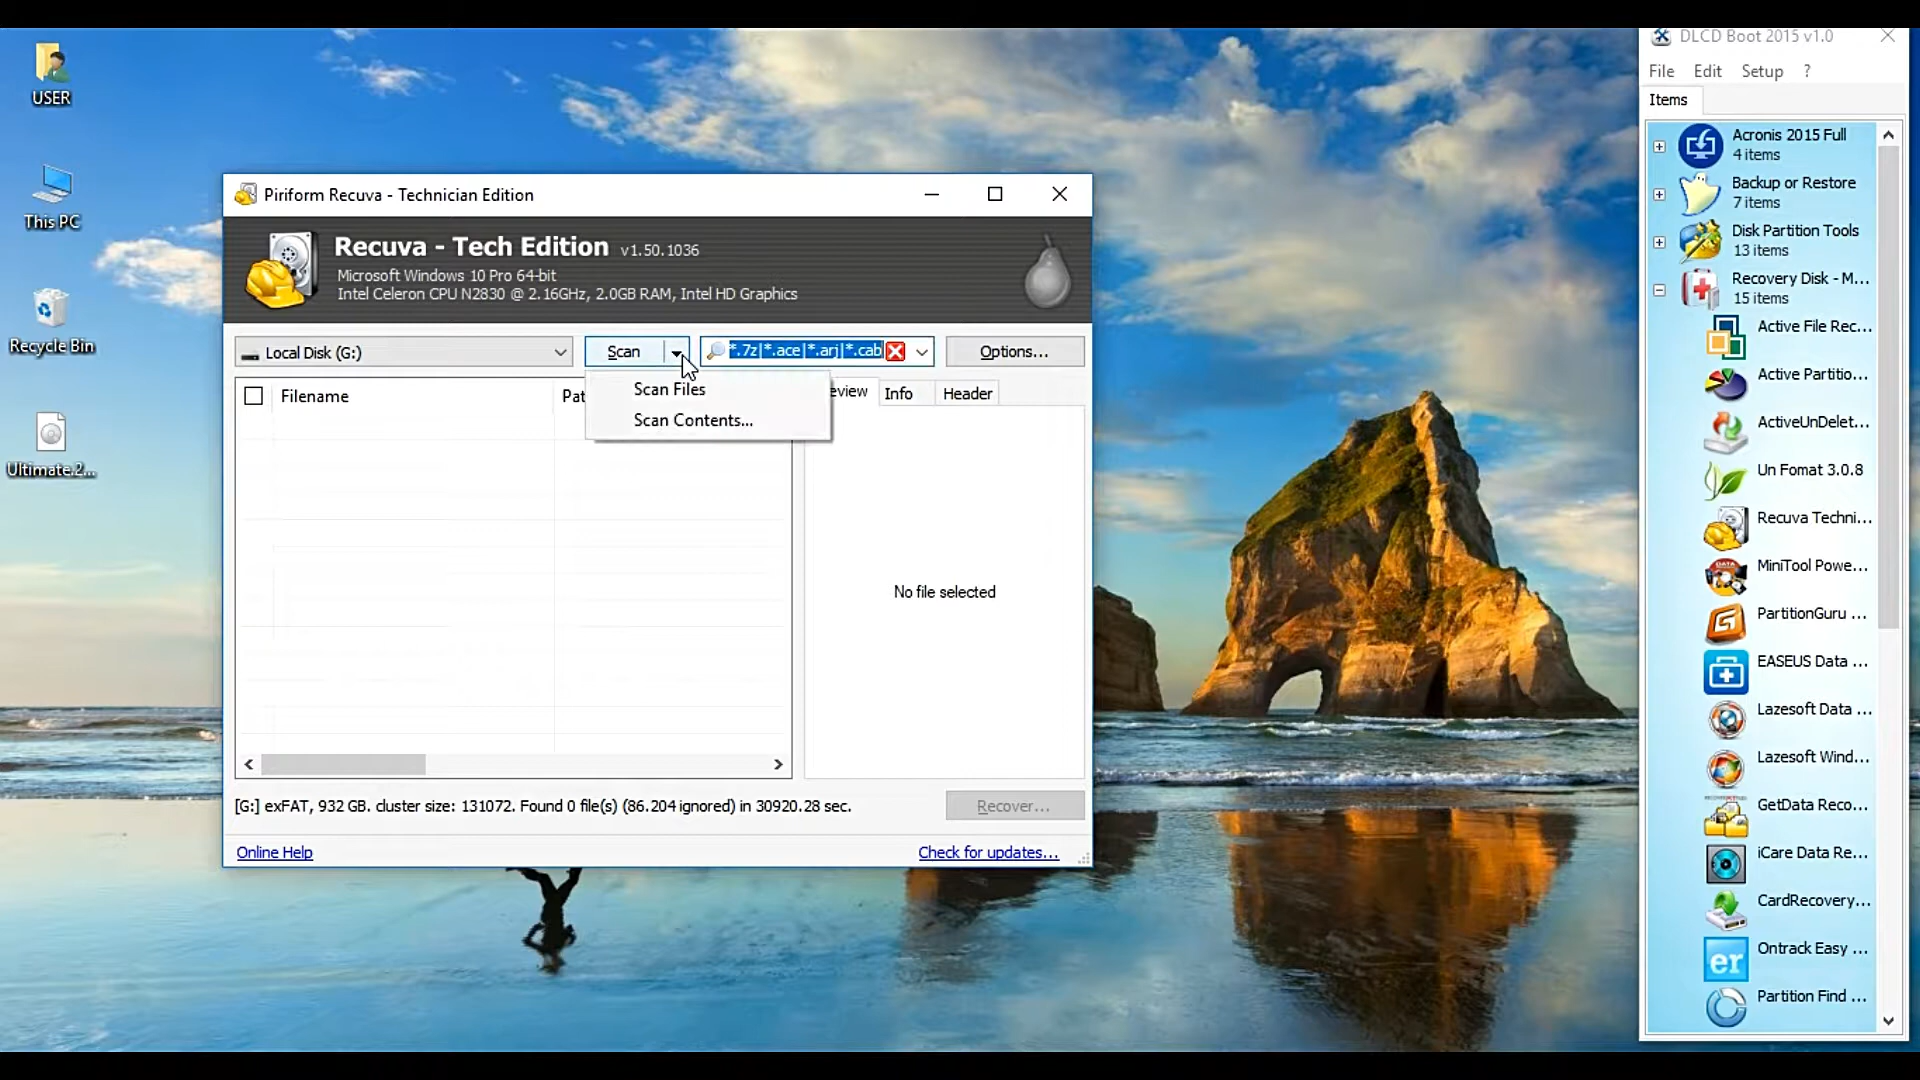 USER
This PC
Recycle Bin
Ultimate.2...
Piriform Recuva - Technician Edition
Recuva - Tech Edition v1.50.1036
Microsoft Windows 10 Pro 64-bit
Intel Celeron CPU N2830 @ 2.16GHz, 2.0GB RAM, Intel HD Graphics
Local Disk (G:)
Scan
*.7z|*.ace|*.arj|*.cab
Options...
Scan Files
Scan Contents...
Filename
Pat
eview
Info
Header
No file selected
[G:] exFAT, 932 GB. cluster size: 131072. Found 0 file(s) (86.204 ignored) in 30920.28 sec.
Recover...
Online Help
Check for updates...
DLCD Boot 2015 v1.0
File Edit Setup ?
Items
Acronis 2015 Full
4 items
Backup or Restore
7 items
Disk Partition Tools
13 items
Recovery Disk - M...
15 items
Active File Rec...
Active Partitio...
ActiveUnDelet...
Un Fomat 3.0.8
Recuva Techni...
MiniTool Powe...
PartitionGuru ...
EASEUS Data ...
Lazesoft Data ...
Lazesoft Wind...
GetData Reco...
iCare Data Re...
CardRecovery...
Ontrack Easy ...
er
Partition Find ...